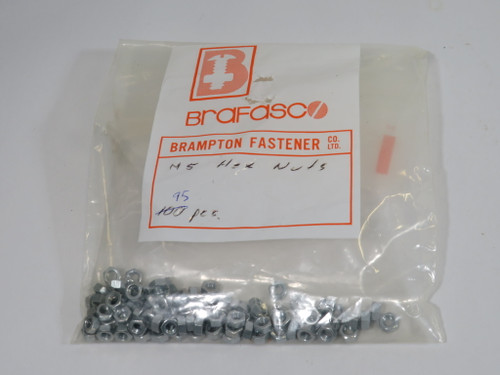 B
BRaFasco
BRAMPTON FASTENER CO. LTD.
M5 Hex Nuts
95
100 pcs.